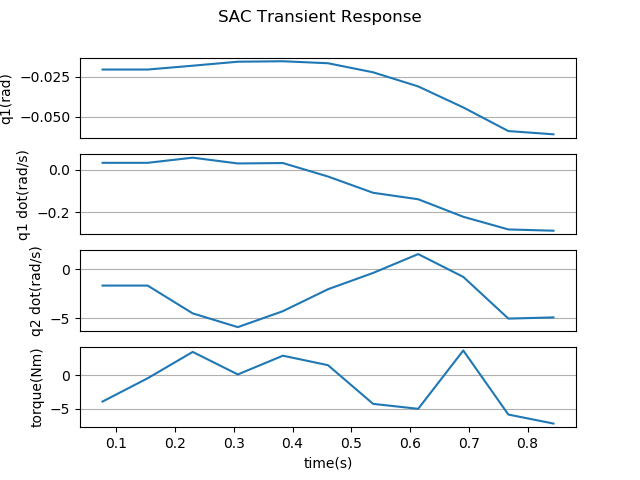 SAC Transient Response
−0.025
−0.050
q1(rad)
0.0
−0.2
q1 dot(rad/s)
0
−5
q2 dot(rad/s)
0
−5
torque(Nm)
0.1 0.2 0.3 0.4 0.5 0.6 0.7 0.8
time(s)